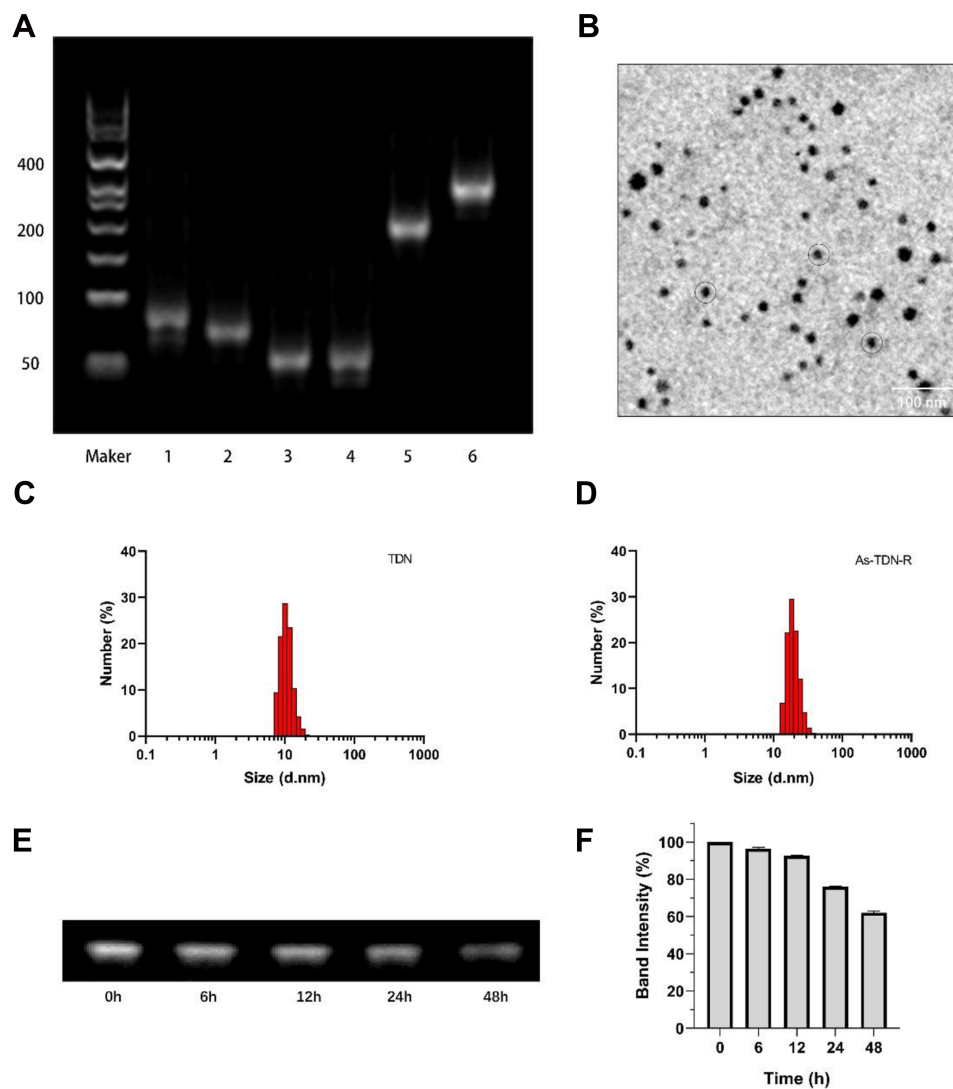 A
400
200
100
50
Maker 1 2 3 4 5 6
B
100 nm
C
TDN
Number (%)
40
30
20
10
0
0.1 1 10 100 1000
Size (d.nm)
D
As-TDN-R
Number (%)
40
30
20
10
0
0.1 1 10 100 1000
Size (d.nm)
E
0h 6h 12h 24h 48h
F
Band Intensity (%)
100
80
60
40
20
0
0 6 12 24 48
Time (h)